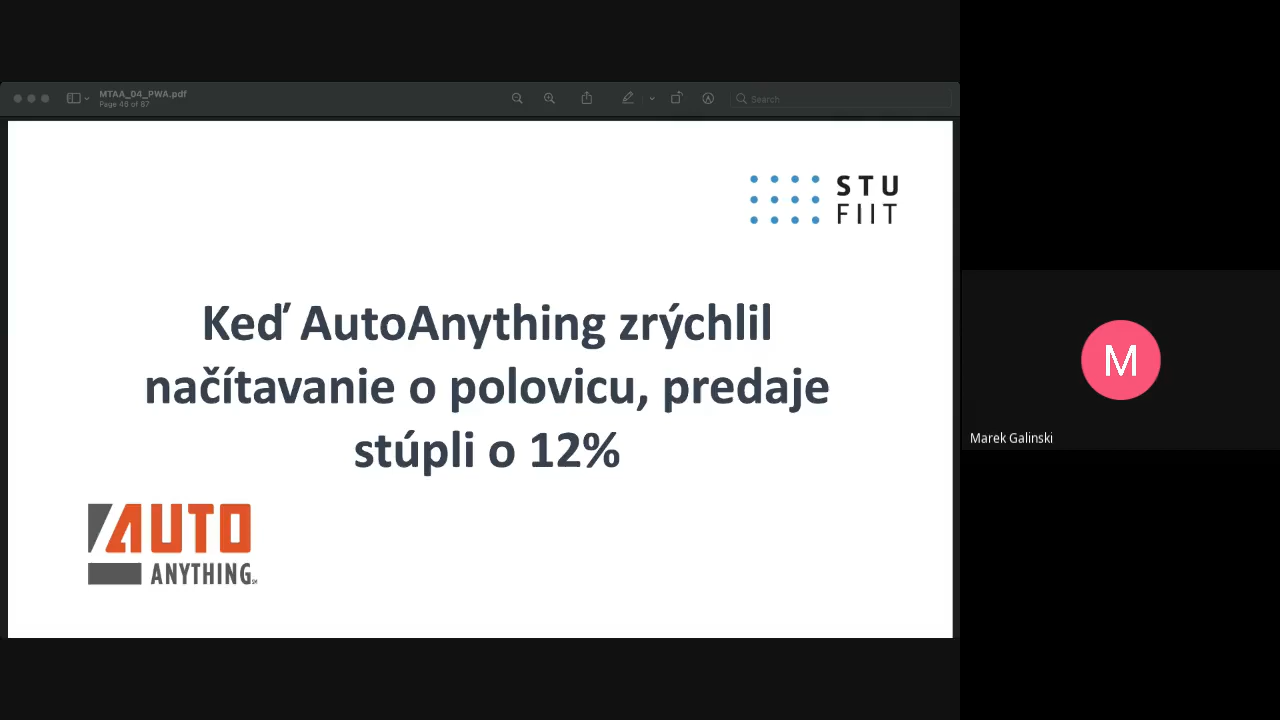 MTAA_04_PWA.pdf
Page 49 of 87
Search
STU
FIIT
Keď AutoAnything zrýchlil
načítavanie o polovicu, predaje
stúpli o 12%
AUTO
ANYTHING
M
Marek Galinski